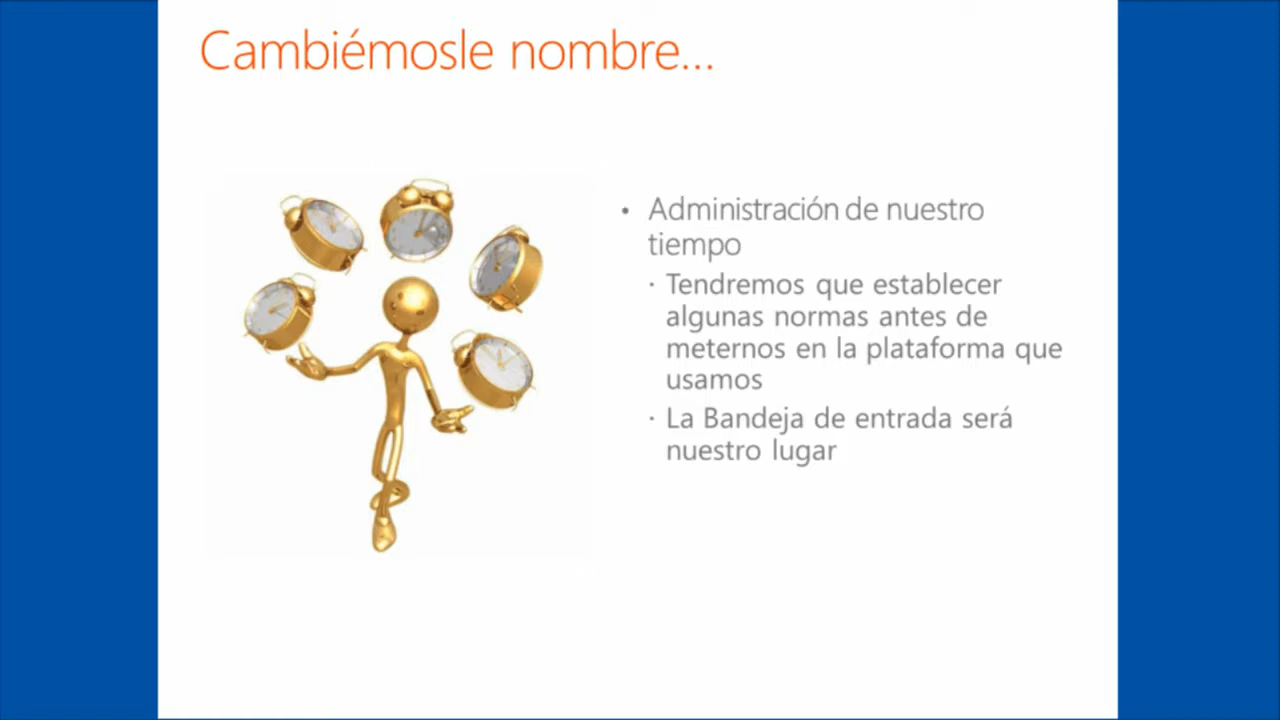 Cambiémosle nombre...
• Administración de nuestro
tiempo
· Tendremos que establecer
algunas normas antes de
meternos en la plataforma que
usamos
· La Bandeja de entrada será
nuestro lugar